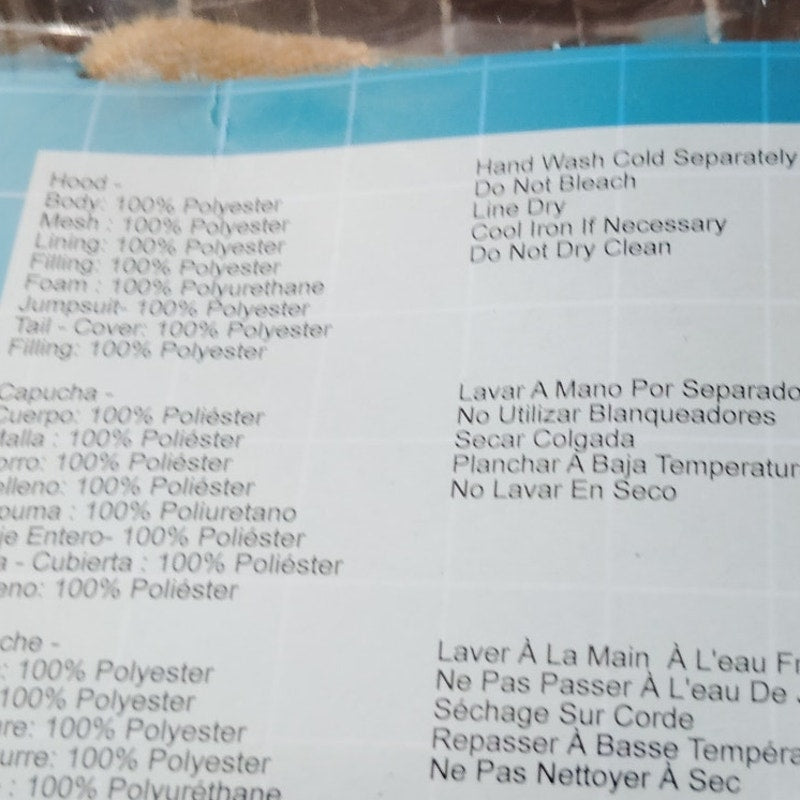 Hood -
Body: 100% Polyester
Mesh : 100% Polyester
Lining: 100% Polyester
Filling: 100% Polyester
Foam : 100% Polyurethane
Jumpsuit- 100% Polyester
Tail - Cover: 100% Polyester
Filling: 100% Polyester
Hand Wash Cold Separately
Do Not Bleach
Line Dry
Cool Iron If Necessary
Do Not Dry Clean
Capucha -
Cuerpo: 100% Poliéster
Malla : 100% Poliéster
100% Poliéster
100% Poliéster
100% Poliuretano
Entero- 100% Poliéster
- Cubierta : 100% Poliéster
100% Poliéster
Lavar A Mano Por Separado
No Utilizar Blanqueadores
Secar Colgada
Planchar A Baja
No Lavar En Seco
-
: 100% Polyester
100% Polyester
100% Polyester
100% Polyester
: 100% Polyuréthane
Laver À La Main À L'eau
Ne Pas Passer À L'eau De
Séchage Sur Corde
Repasser À Basse
Ne Pas Nettoyer À Sec